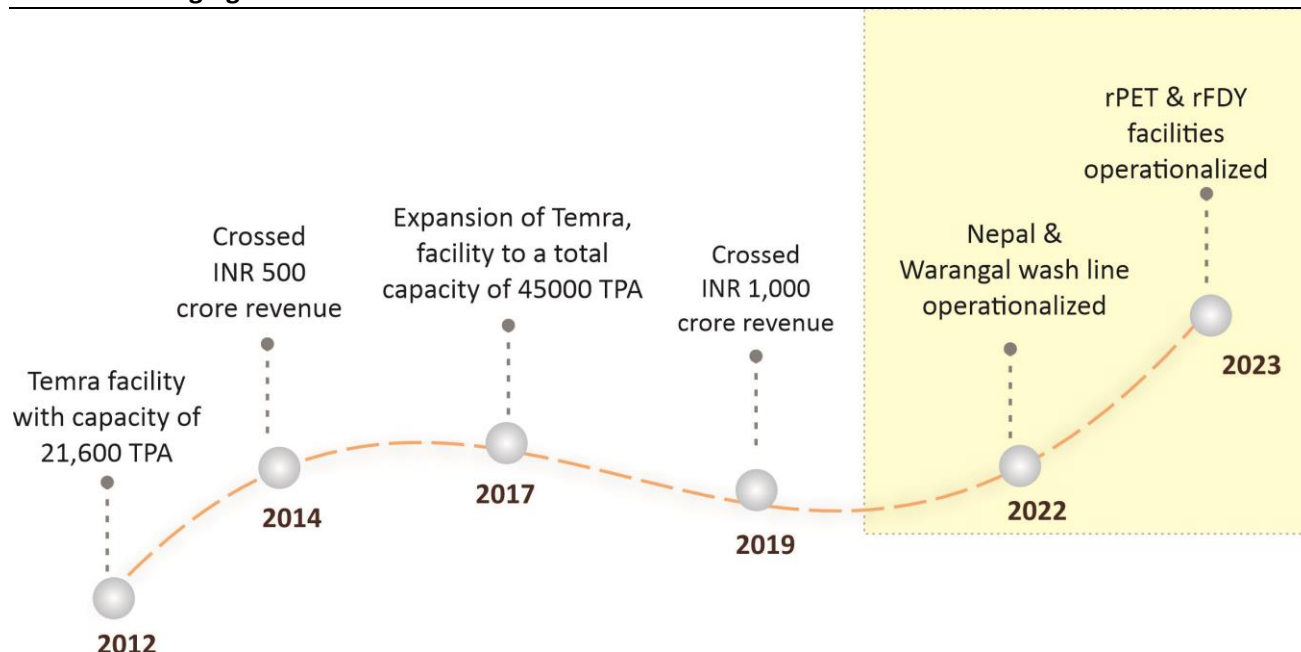 Temra facility
with capacity of
21,600 TPA
2012
Crossed
INR 500
crore revenue
2014
Expansion of Temra,
facility to a total
capacity of 45000 TPA
2017
Crossed
INR 1,000
crore revenue
2019
Nepal &
Warangal wash line
operationalized
2022
rPET & rFDY
facilities
operationalized
2023